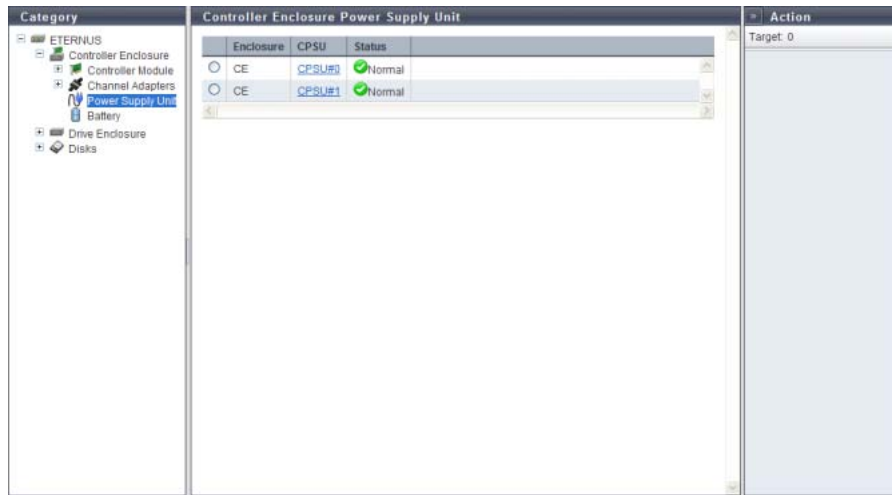 Category
ETERNUS
Controller Enclosure
Controller Module
Channel Adapters
Power Supply Unit
Battery
Drive Enclosure
Disks
Controller Enclosure Power Supply Unit
Enclosure CPSU Status
CE CPSU#0 Normal
CE CPSU#1 Normal
Action
Target: 0